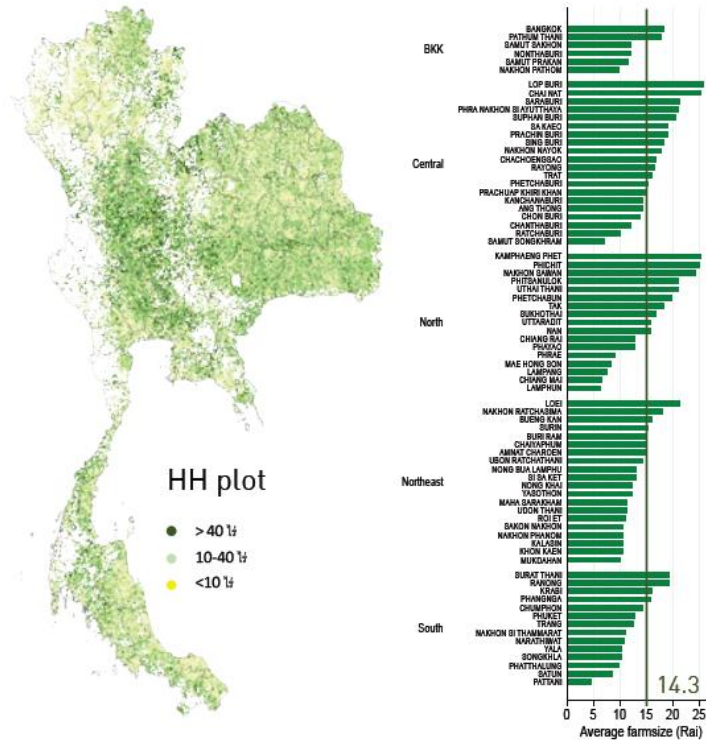 HH plot
> 40 ไร่
10-40 ไร่
<10 ไร่
BKK
BANGKOK
PATHUM THANI
SAMUT SAKHON
NONTHABURI
SAMUT PRAKAN
NAKHON PATHOM
Central
LOP BURI
CHAI NAT
SARABURI
PHRA NAKHON SI AYUTTHAYA
SUPHAN BURI
SA KAEO
PRACHIN BURI
SING BURI
NAKHON NAYOK
CHACHOENGSAO
RAYONG
TRAT
PHETCHABURI
PRACHUAP KHIRI KHAN
KANCHANABURI
ANG THONG
CHON BURI
CHANTHABURI
RATCHABURI
SAMUT SONGKHRAM
North
KAMPHAENG PHET
PHICHIT
NAKHON SAWAN
PHITSANULOK
UTHAI THANI
PHETCHABUN
TAK
SUKHOTHAI
UTTARADIT
NAN
CHIANG RAI
PHAYAO
PHRAE
MAE HONG SON
LAMPANG
CHIANG MAI
LAMPHUN
Northeast
LOEI
NAKHON RATCHASIMA
BUENG KAN
SURIN
BURI RAM
CHAIYAPHUM
AMNAT CHAROEN
UBON RATCHATHANI
NONG BUA LAMPHU
SI SA KET
NONG KHAI
YASOTHON
MAHA SARAKHAM
UDON THANI
ROI ET
SAKON NAKHON
NAKHON PHANOM
KALASIN
KHON KAEN
MUKDAHAN
South
SURAT THANI
RANONG
KRABI
PHANGNGA
CHUMPHON
PHUKET
TRANG
NAKHON SI THAMMARAT
NARATHIWAT
YALA
SONGKHLA
PHATTHALUNG
SATUN
PATTANI
14.3
0 5 10 15 20 25
Average farmsize (Rai)